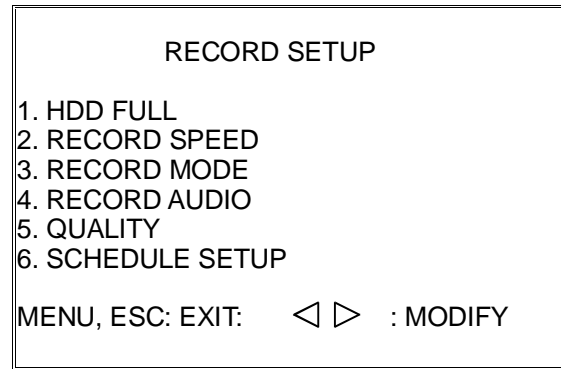 RECORD SETUP
1. HDD FULL
2. RECORD SPEED
3. RECORD MODE
4. RECORD AUDIO
5. QUALITY
6. SCHEDULE SETUP
MENU, ESC: EXIT: ◁ ▷ : MODIFY